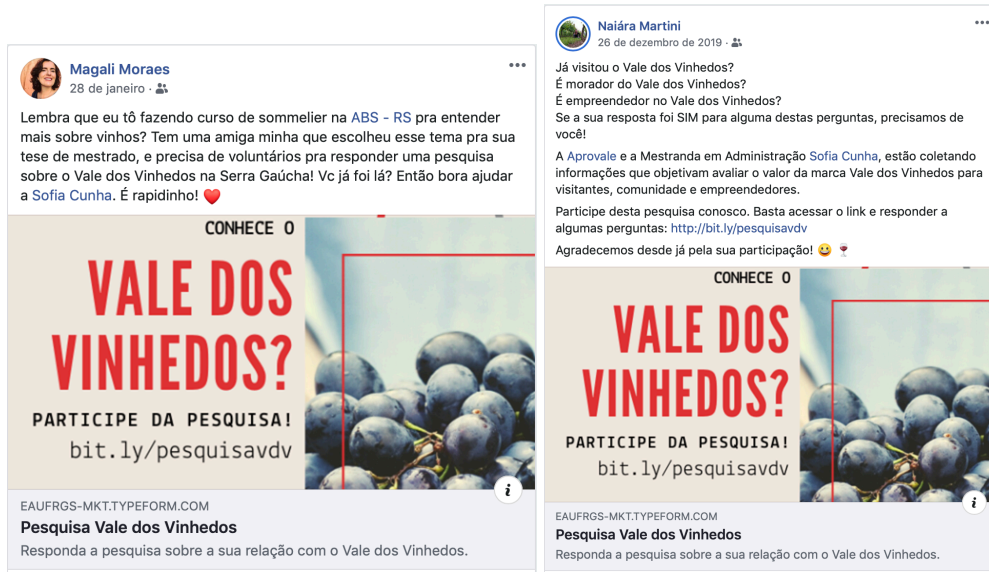 Magali Moraes
28 de janeiro ·
Lembra que eu tô fazendo curso de sommelier na ABS - RS pra entender
mais sobre vinhos? Tem uma amiga minha que escolheu esse tema pra sua
tese de mestrado, e precisa de voluntários pra responder uma pesquisa
sobre o Vale dos Vinhedos na Serra Gaúcha! Vc já foi lá? Então bora ajudar
a Sofia Cunha. É rapidinho! ❤️
CONHECE O
VALE DOS
VINHEDOS?
PARTICIPE DA PESQUISA!
bit.ly/pesquisavdv
EAUFRGS-MKT.TYPEFORM.COM
Pesquisa Vale dos Vinhedos
Responda a pesquisa sobre a sua relação com o Vale dos Vinhedos.
Naiára Martini
26 de dezembro de 2019 ·
Já visitou o Vale dos Vinhedos?
É morador do Vale dos Vinhedos?
É empreendedor no Vale dos Vinhedos?
Se a sua resposta foi SIM para alguma destas perguntas, precisamos de
você!
A Aprovale e a Mestranda em Administração Sofia Cunha, estão coletando
informações que objetivam avaliar o valor da marca Vale dos Vinhedos para
visitantes, comunidade e empreendedores.
Participe desta pesquisa conosco. Basta acessar o link e responder a
algumas perguntas: http://bit.ly/pesquisavdv
Agradecemos desde já pela sua participação! 😀 🍷
CONHECE O
VALE DOS
VINHEDOS?
PARTICIPE DA PESQUISA!
bit.ly/pesquisavdv
EAUFRGS-MKT.TYPEFORM.COM
Pesquisa Vale dos Vinhedos
Responda a pesquisa sobre a sua relação com o Vale dos Vinhedos.